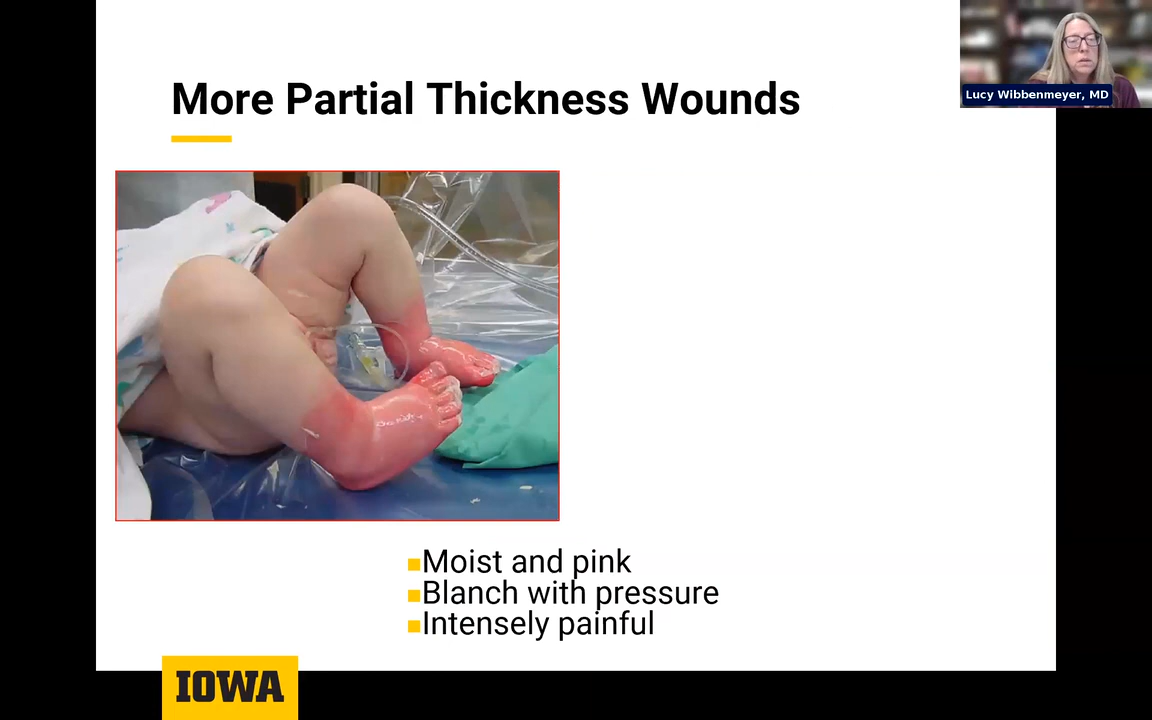 Lucy Wibbenmeyer, MD
More Partial Thickness Wounds
Moist and pink
Blanch with pressure
Intensely painful
IOWA